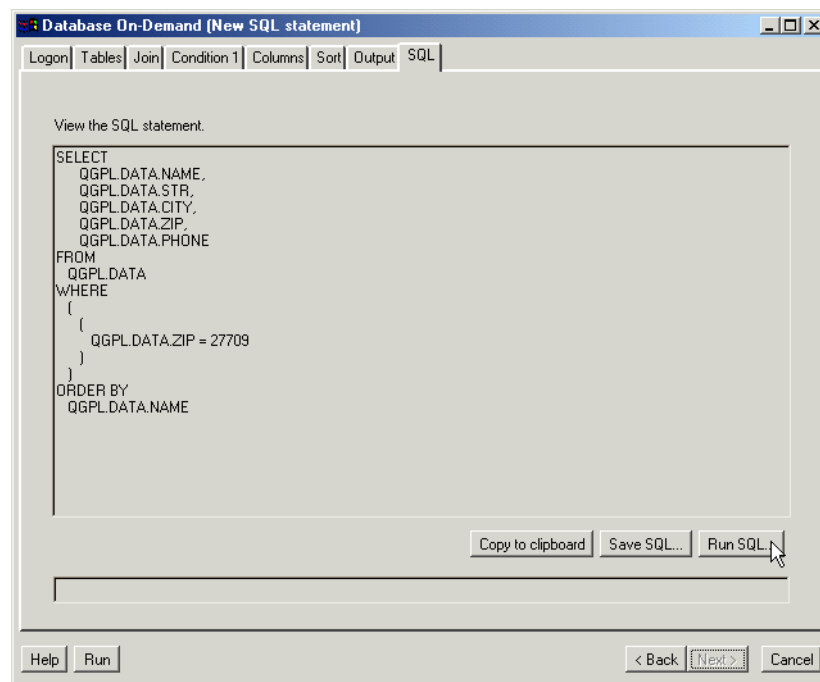 Database On-Demand (New SQL statement)
Logon Tables Join Condition 1 Columns Sort Output SQL
View the SQL statement.
SELECT
QGPL.DATA.NAME,
QGPL.DATA.STR,
QGPL.DATA.CITY,
QGPL.DATA.ZIP,
QGPL.DATA.PHONE
FROM
QGPL.DATA
WHERE
(
(
QGPL.DATA.ZIP = 27709
)
)
ORDER BY
QGPL.DATA.NAME
Copy to clipboard Save SQL... Run SQL...
Help Run < Back Next > Cancel